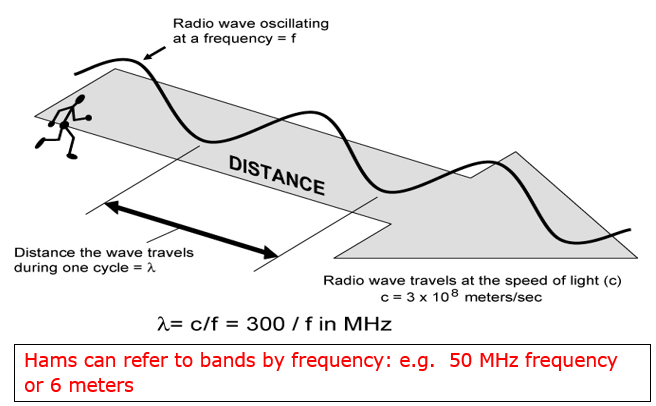 Radio wave oscillating
at a frequency = f
DISTANCE
Distance the wave travels
during one cycle = λ
Radio wave travels at the speed of light (c)
c = 3 x 10⁸ meters/sec
λ= c/f = 300 / f in MHz
Hams can refer to bands by frequency: e.g.  50 MHz frequency
or 6 meters